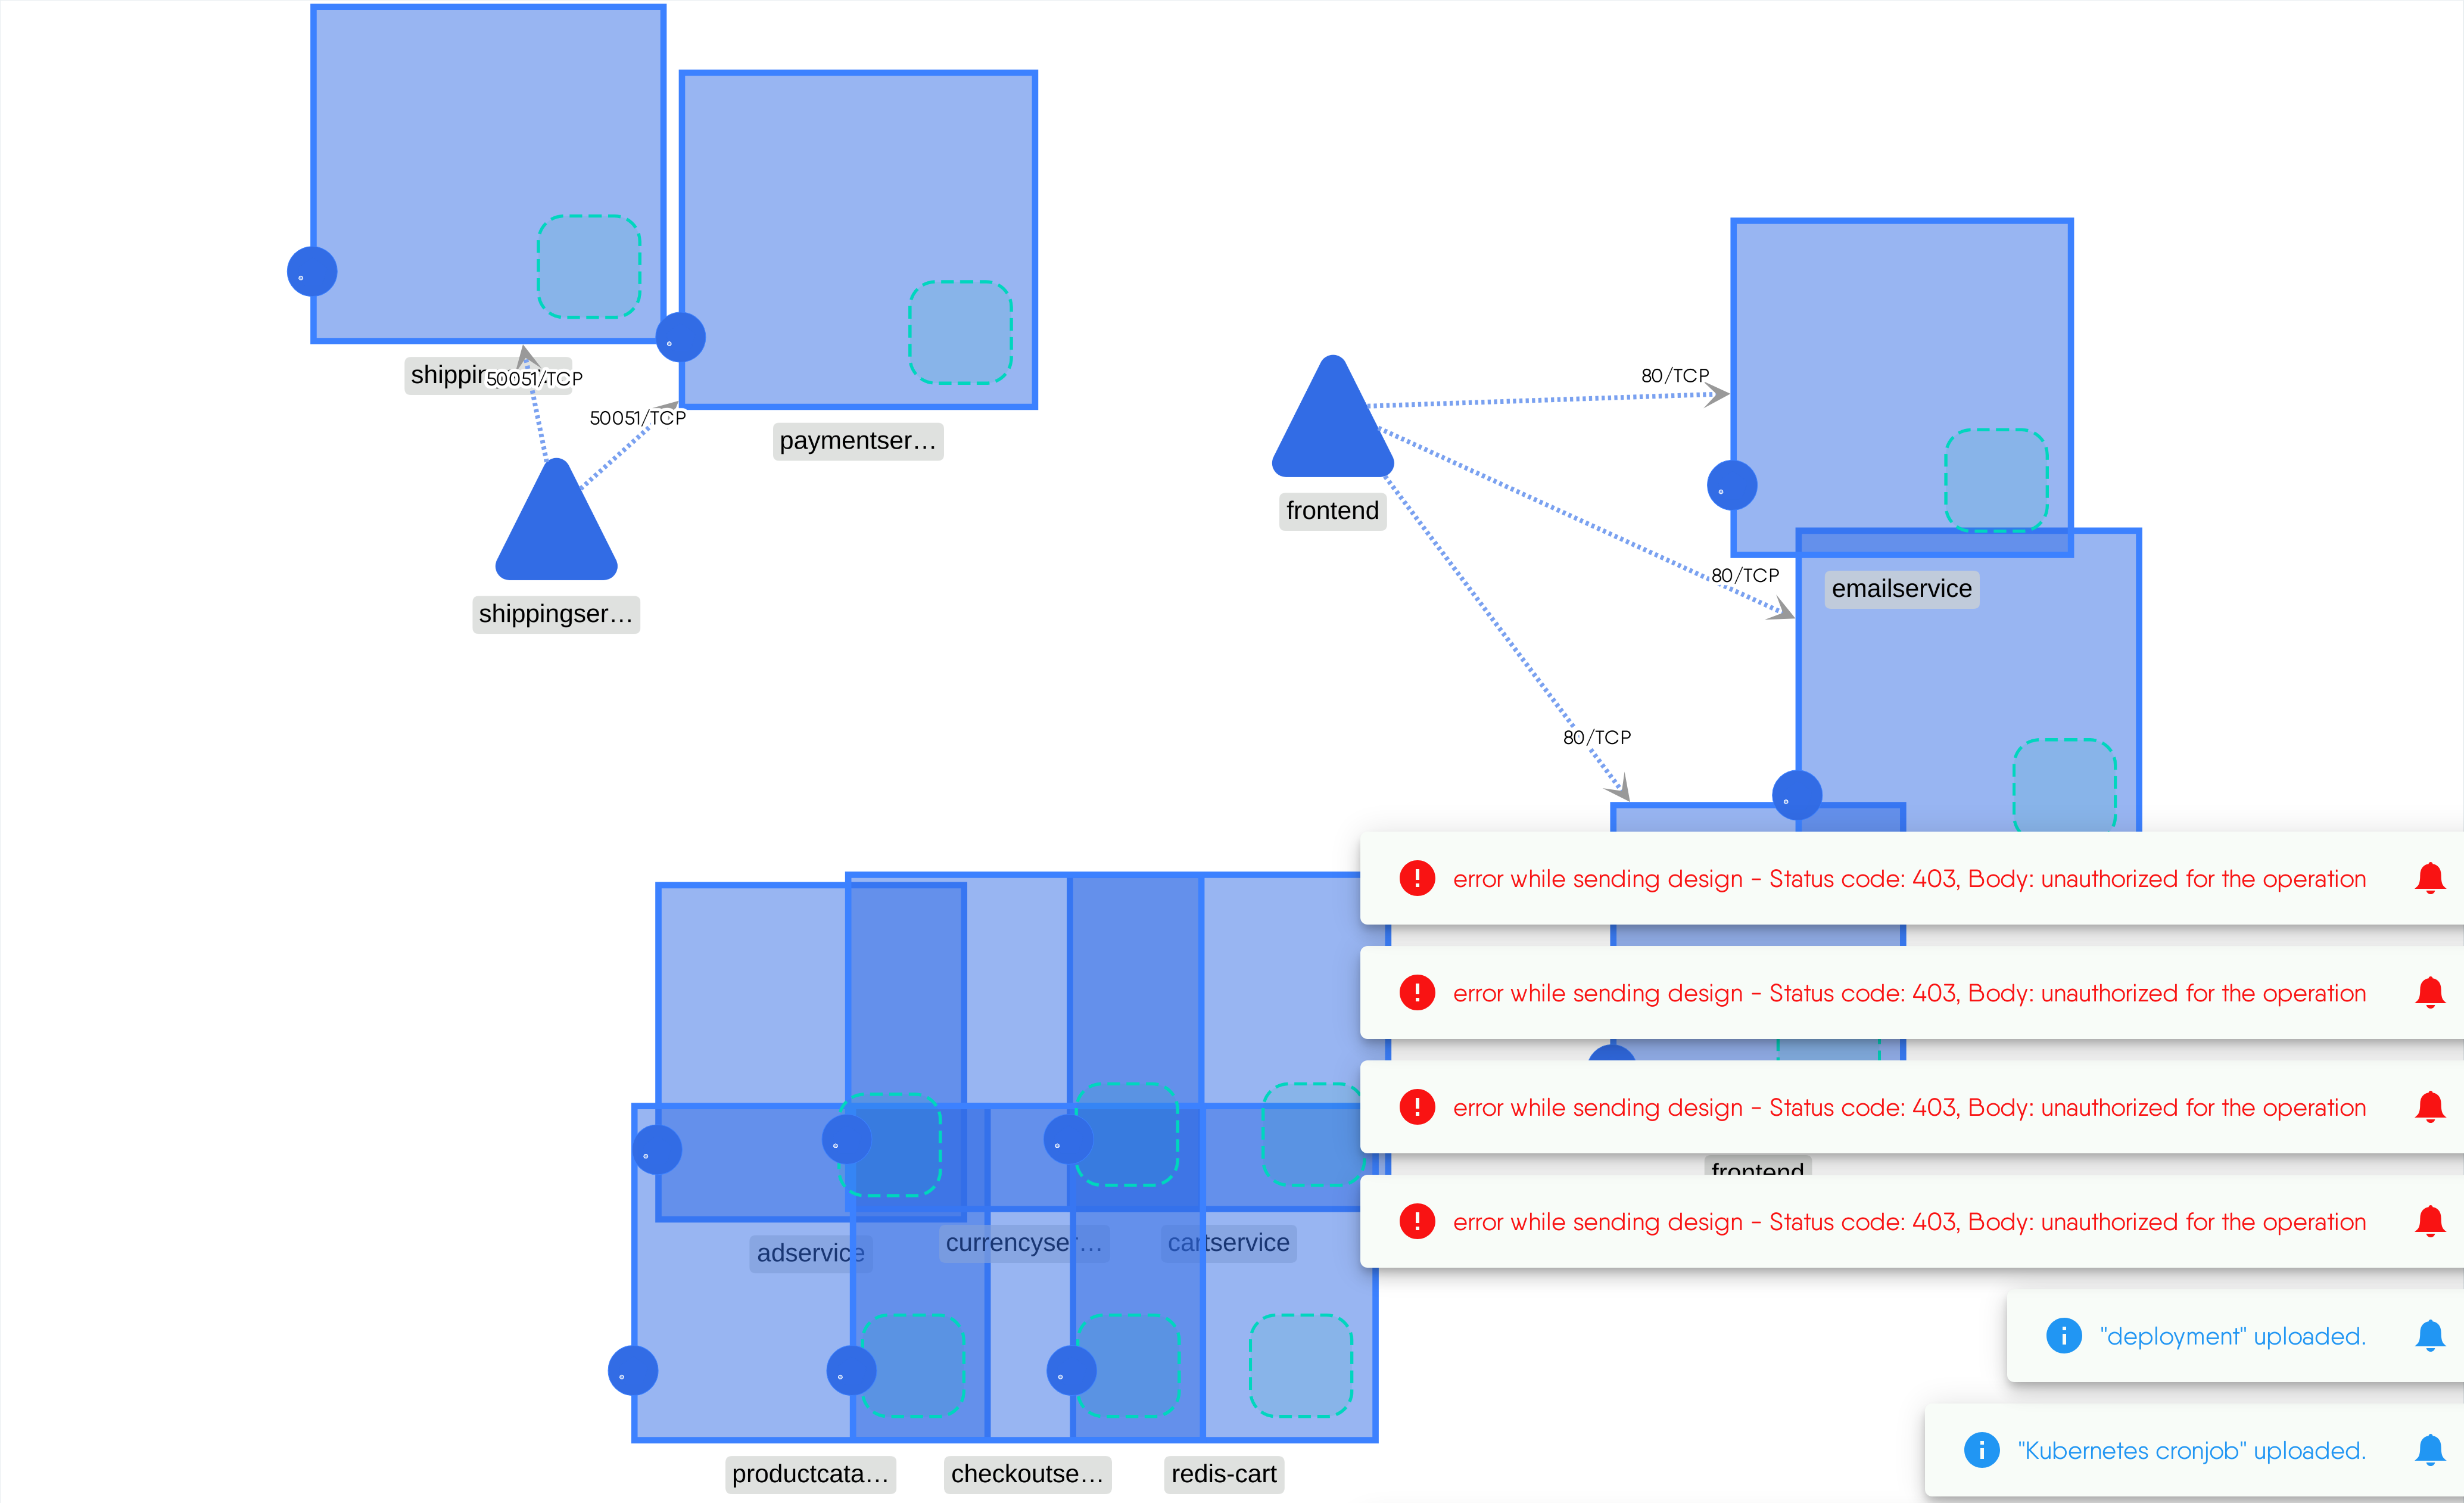 shippin
50051/TCP
50051/TCP
paymentser…
shippingser…
80/TCP
frontend
80/TCP
emailservice
80/TCP
error while sending design - Status code: 403, Body: unauthorized for the operation
error while sending design - Status code: 403, Body: unauthorized for the operation
error while sending design - Status code: 403, Body: unauthorized for the operation
frontend
error while sending design - Status code: 403, Body: unauthorized for the operation
adservice
currencyser…
cartservice
"deployment" uploaded.
"Kubernetes cronjob" uploaded.
productcata…
checkoutse…
redis-cart